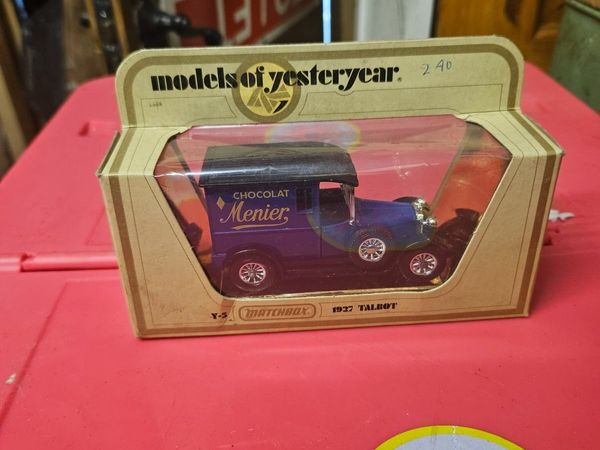 models of yesteryear®
240
CHOCOLAT
Menier
Y-5
MATCHBOX
1927 TALBOT